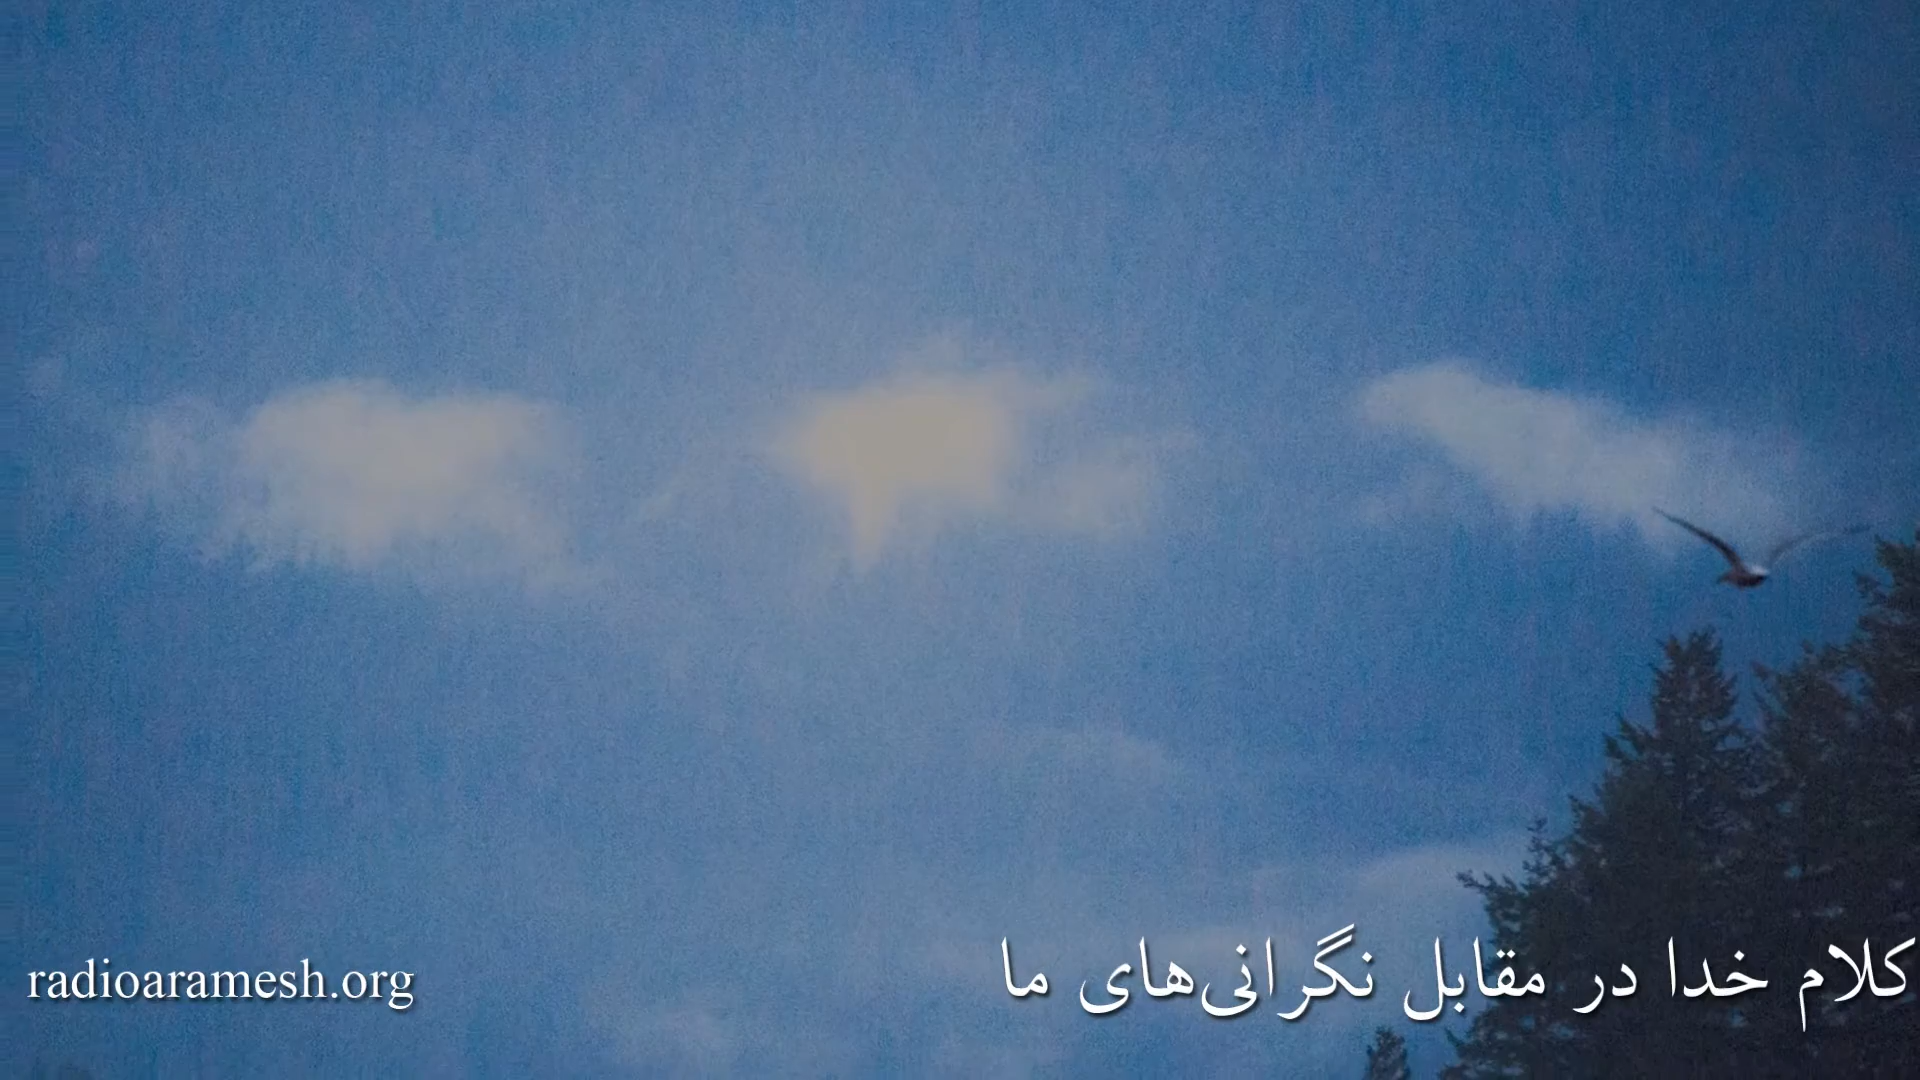 کلام خدا در مقابل نگرانی‌های ما
radioaramesh.org